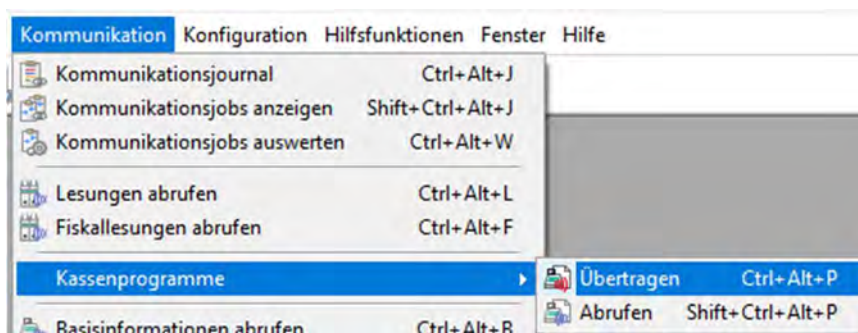 Kommunikation Konfiguration Hilfsfunktionen Fenster Hilfe
Kommunikationsjournal Ctrl+Alt+J
Kommunikationsjobs anzeigen Shift+Ctrl+Alt+J
Kommunikationsjobs auswerten Ctrl+Alt+W
Lesungen abrufen Ctrl+Alt+L
Fiskallesungen abrufen Ctrl+Alt+F
Kassenprogramme
Übertragen Ctrl+Alt+P
Abrufen Shift+Ctrl+Alt+P
Basisinformationen abrufen Ctrl+Alt+B